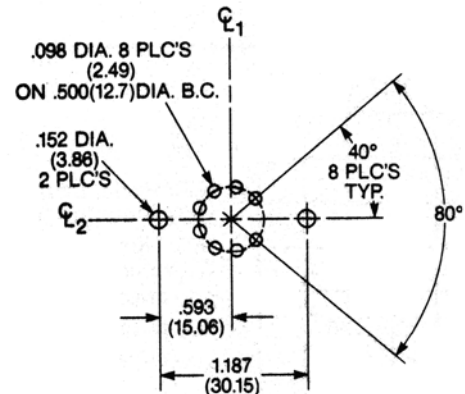 ℄1
.098 DIA. 8 PLC'S
(2.49)
ON .500(12.7)DIA. B.C.
.152 DIA.
(3.86)
2 PLC'S
40°
8 PLC'S
TYP.
80°
℄2
.593
(15.06)
1.187
(30.15)